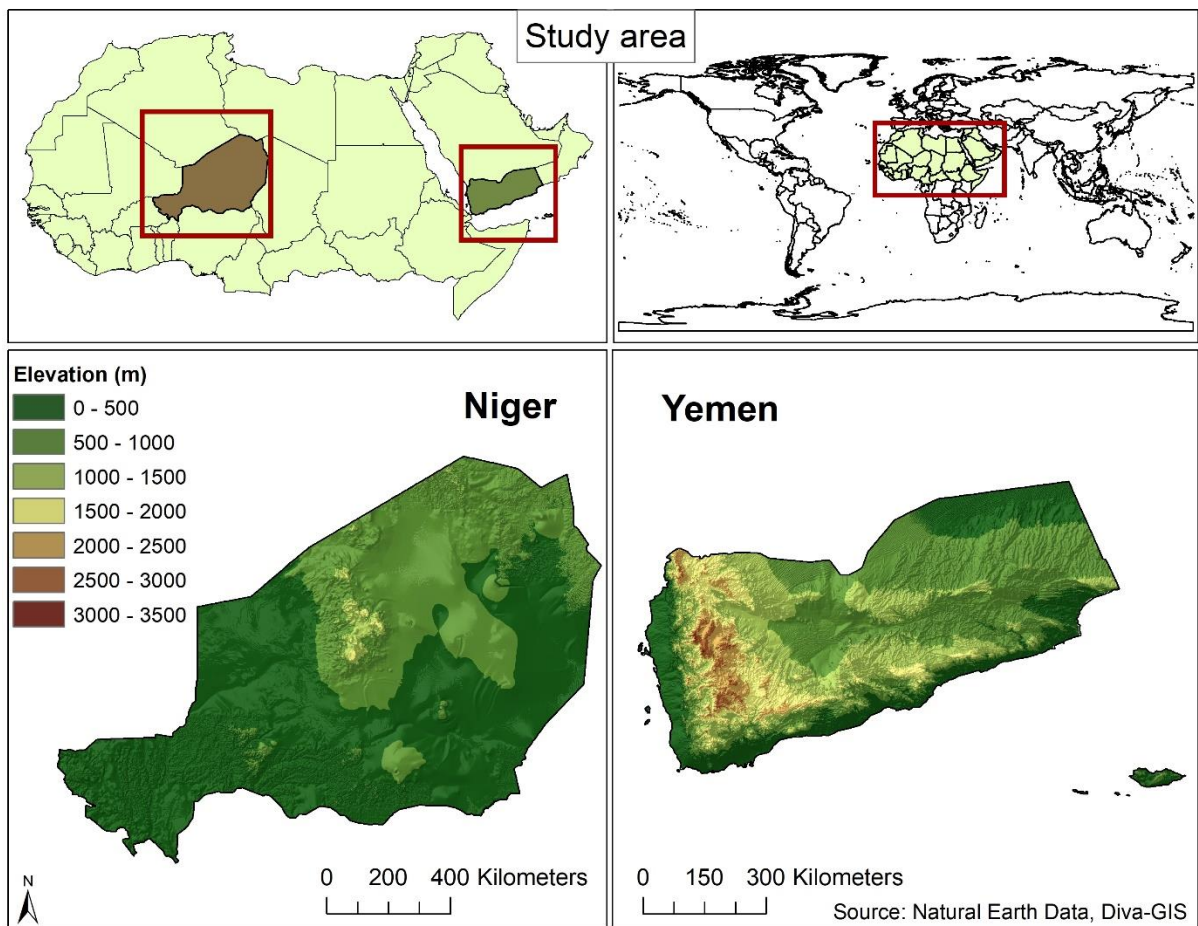 Study area
Elevation (m)
0 - 500
500 - 1000
1000 - 1500
1500 - 2000
2000 - 2500
2500 - 3000
3000 - 3500
Niger
Yemen
N
0 200 400 Kilometers
0 150 300 Kilometers
Source: Natural Earth Data, Diva-GIS